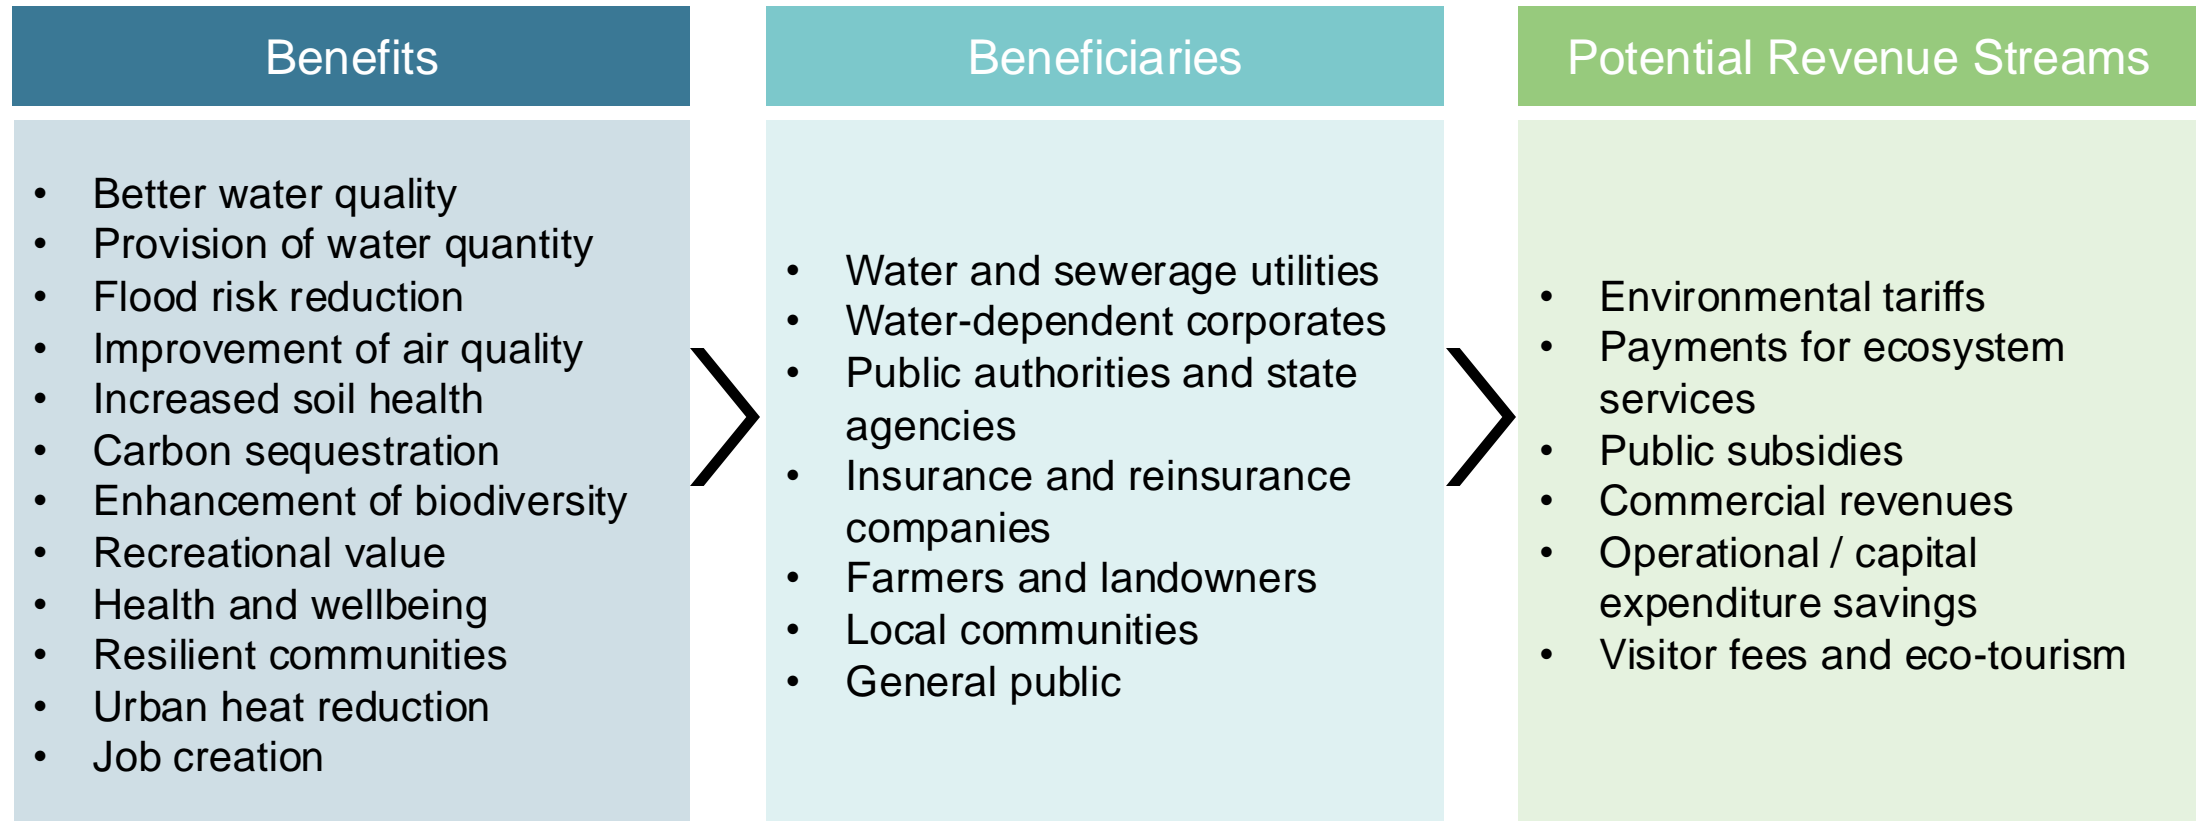 Benefits
• Better water quality
• Provision of water quantity
• Flood risk reduction
• Improvement of air quality
• Increased soil health
• Carbon sequestration
• Enhancement of biodiversity
• Recreational value
• Health and wellbeing
• Resilient communities
• Urban heat reduction
• Job creation
Beneficiaries
• Water and sewerage utilities
• Water-dependent corporates
• Public authorities and state
agencies
• Insurance and reinsurance
companies
• Farmers and landowners
• Local communities
• General public
Potential Revenue Streams
• Environmental tariffs
• Payments for ecosystem
services
• Public subsidies
• Commercial revenues
• Operational / capital
expenditure savings
• Visitor fees and eco-tourism